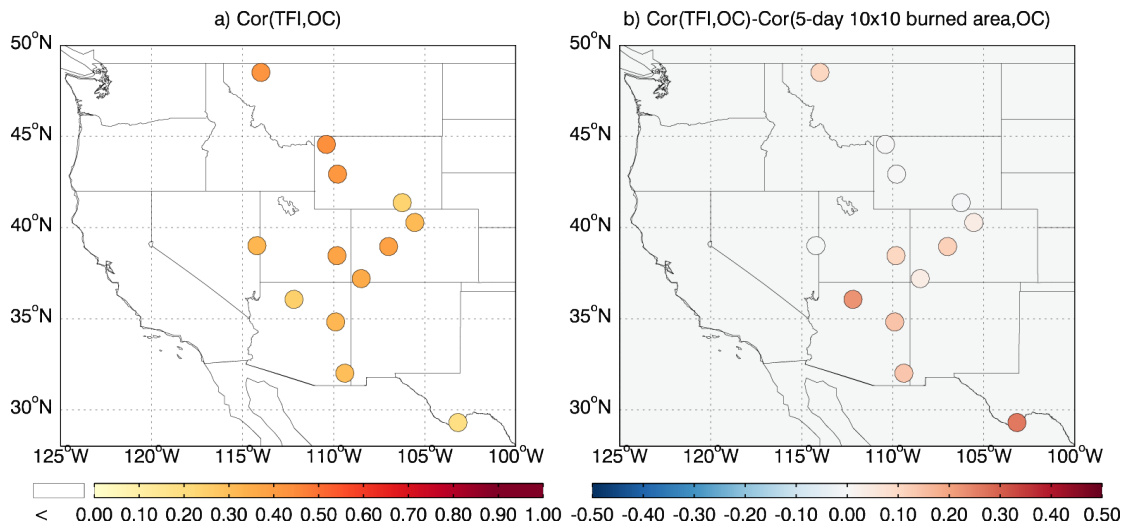 a) Cor(TFI,OC)
50°N
45°N
40°N
35°N
30°N
125°W 120°W 115°W 110°W 105°W 100°W
< 0.00 0.10 0.20 0.30 0.40 0.50 0.60 0.70 0.80 0.90 1.00
b) Cor(TFI,OC)-Cor(5-day 10x10 burned area,OC)
50°N
45°N
40°N
35°N
30°N
125°W 120°W 115°W 110°W 105°W 100°W
-0.50 -0.40 -0.30 -0.20 -0.10 0.00 0.10 0.20 0.30 0.40 0.50